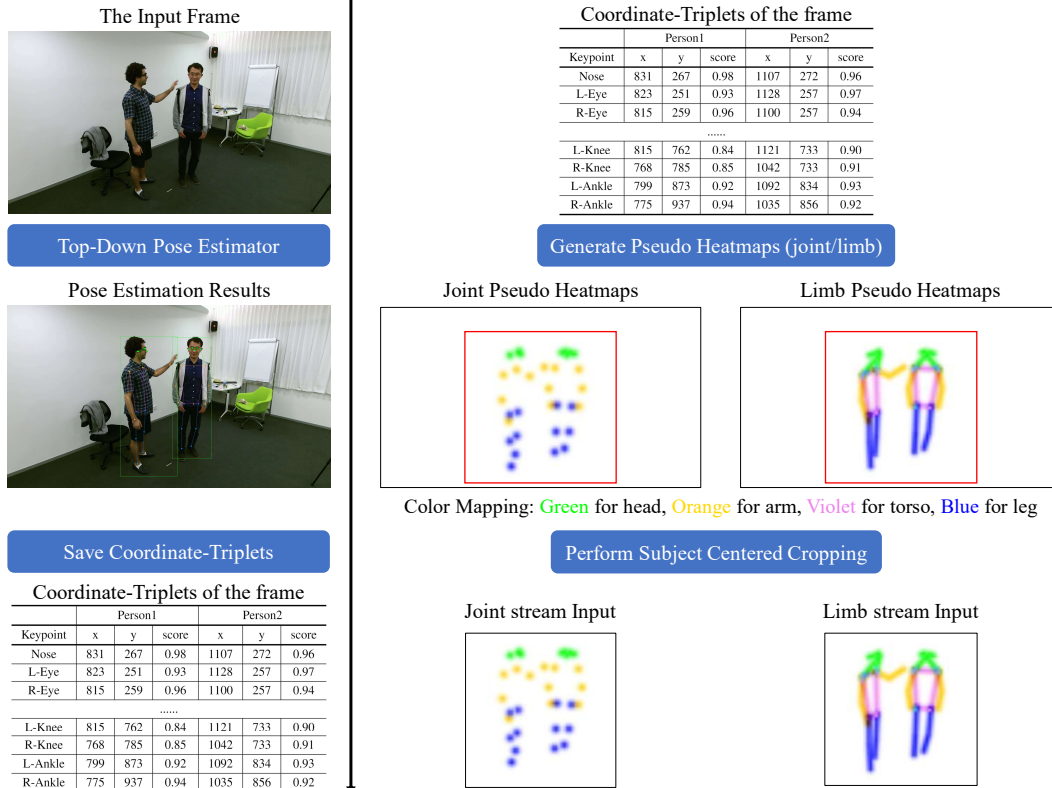 The Input Frame
Top-Down Pose Estimator
Pose Estimation Results
Save Coordinate-Triplets
Coordinate-Triplets of the frame
Person1 Person2
Keypoint x y score x y score
Nose 831 267 0.98 1107 272 0.96
L-Eye 823 251 0.93 1128 257 0.97
R-Eye 815 259 0.96 1100 257 0.94
......
L-Knee 815 762 0.84 1121 733 0.90
R-Knee 768 785 0.85 1042 733 0.91
L-Ankle 799 873 0.92 1092 834 0.93
R-Ankle 775 937 0.94 1035 856 0.92
Coordinate-Triplets of the frame
Person1 Person2
Keypoint x y score x y score
Nose 831 267 0.98 1107 272 0.96
L-Eye 823 251 0.93 1128 257 0.97
R-Eye 815 259 0.96 1100 257 0.94
......
L-Knee 815 762 0.84 1121 733 0.90
R-Knee 768 785 0.85 1042 733 0.91
L-Ankle 799 873 0.92 1092 834 0.93
R-Ankle 775 937 0.94 1035 856 0.92
Generate Pseudo Heatmaps (joint/limb)
Joint Pseudo Heatmaps
Limb Pseudo Heatmaps
Color Mapping: Green for head, Orange for arm, Violet for torso, Blue for leg
Perform Subject Centered Cropping
Joint stream Input
Limb stream Input